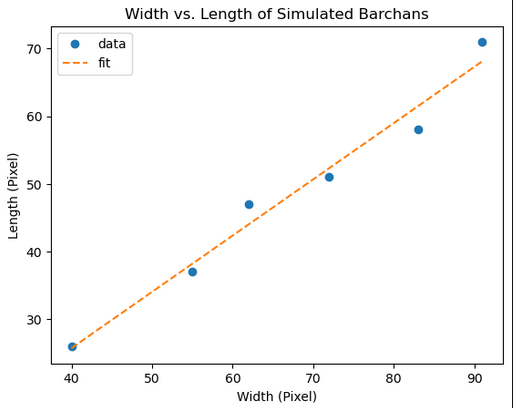 Width vs. Length of Simulated Barchans
data
fit
70
60
50
40
30
Length (Pixel)
40 50 60 70 80 90
Width (Pixel)